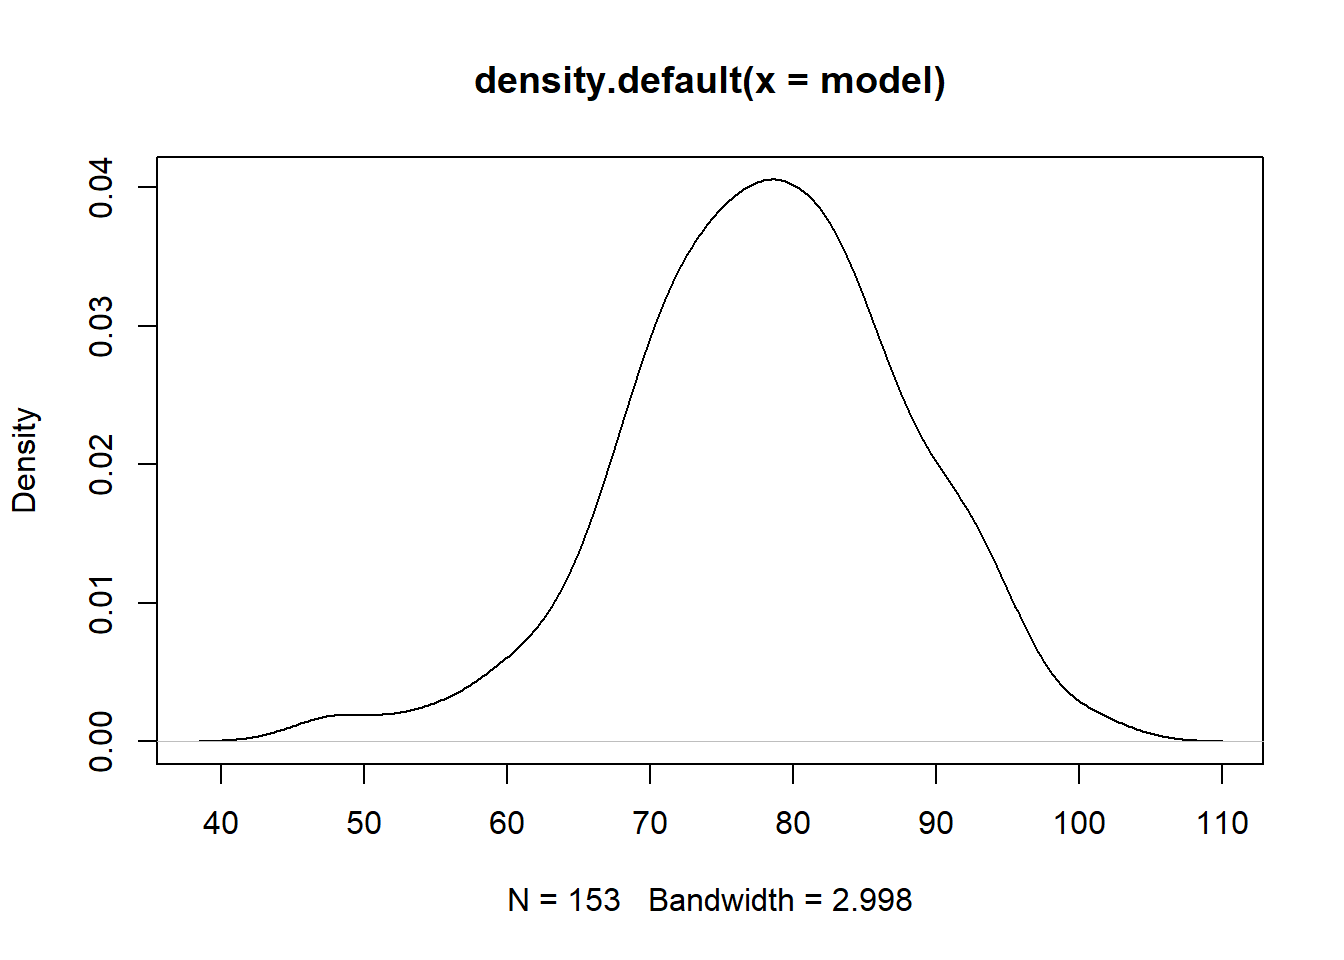 density.default(x = model)
Density
0.04
0.03
0.02
0.01
0.00
40 50 60 70 80 90 100 110
N = 153 Bandwidth = 2.998